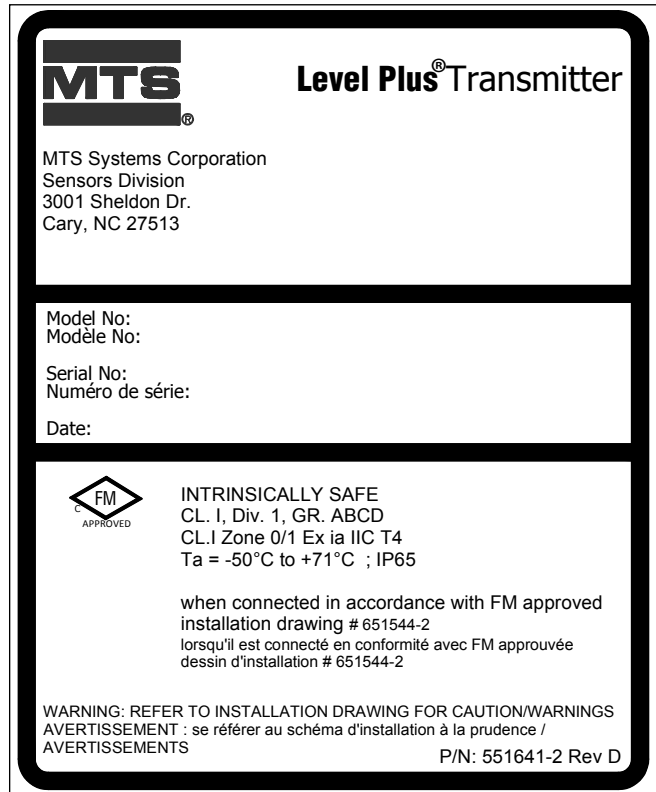 MTS
®
Level Plus® Transmitter
MTS Systems Corporation
Sensors Division
3001 Sheldon Dr.
Cary, NC 27513
Model No:
Modèle No:
Serial No:
Numéro de série:
Date:
FM
C
APPROVED
INTRINSICALLY SAFE
CL. I, Div. 1, GR. ABCD
CL.I Zone 0/1 Ex ia IIC T4
Ta = -50°C to +71°C ; IP65
when connected in accordance with FM approved
installation drawing # 651544-2
lorsqu'il est connecté en conformité avec FM approuvée
dessin d'installation # 651544-2
WARNING: REFER TO INSTALLATION DRAWING FOR CAUTION/WARNINGS
AVERTISSEMENT : se référer au schéma d'installation à la prudence /
AVERTISSEMENTS
P/N: 551641-2 Rev D